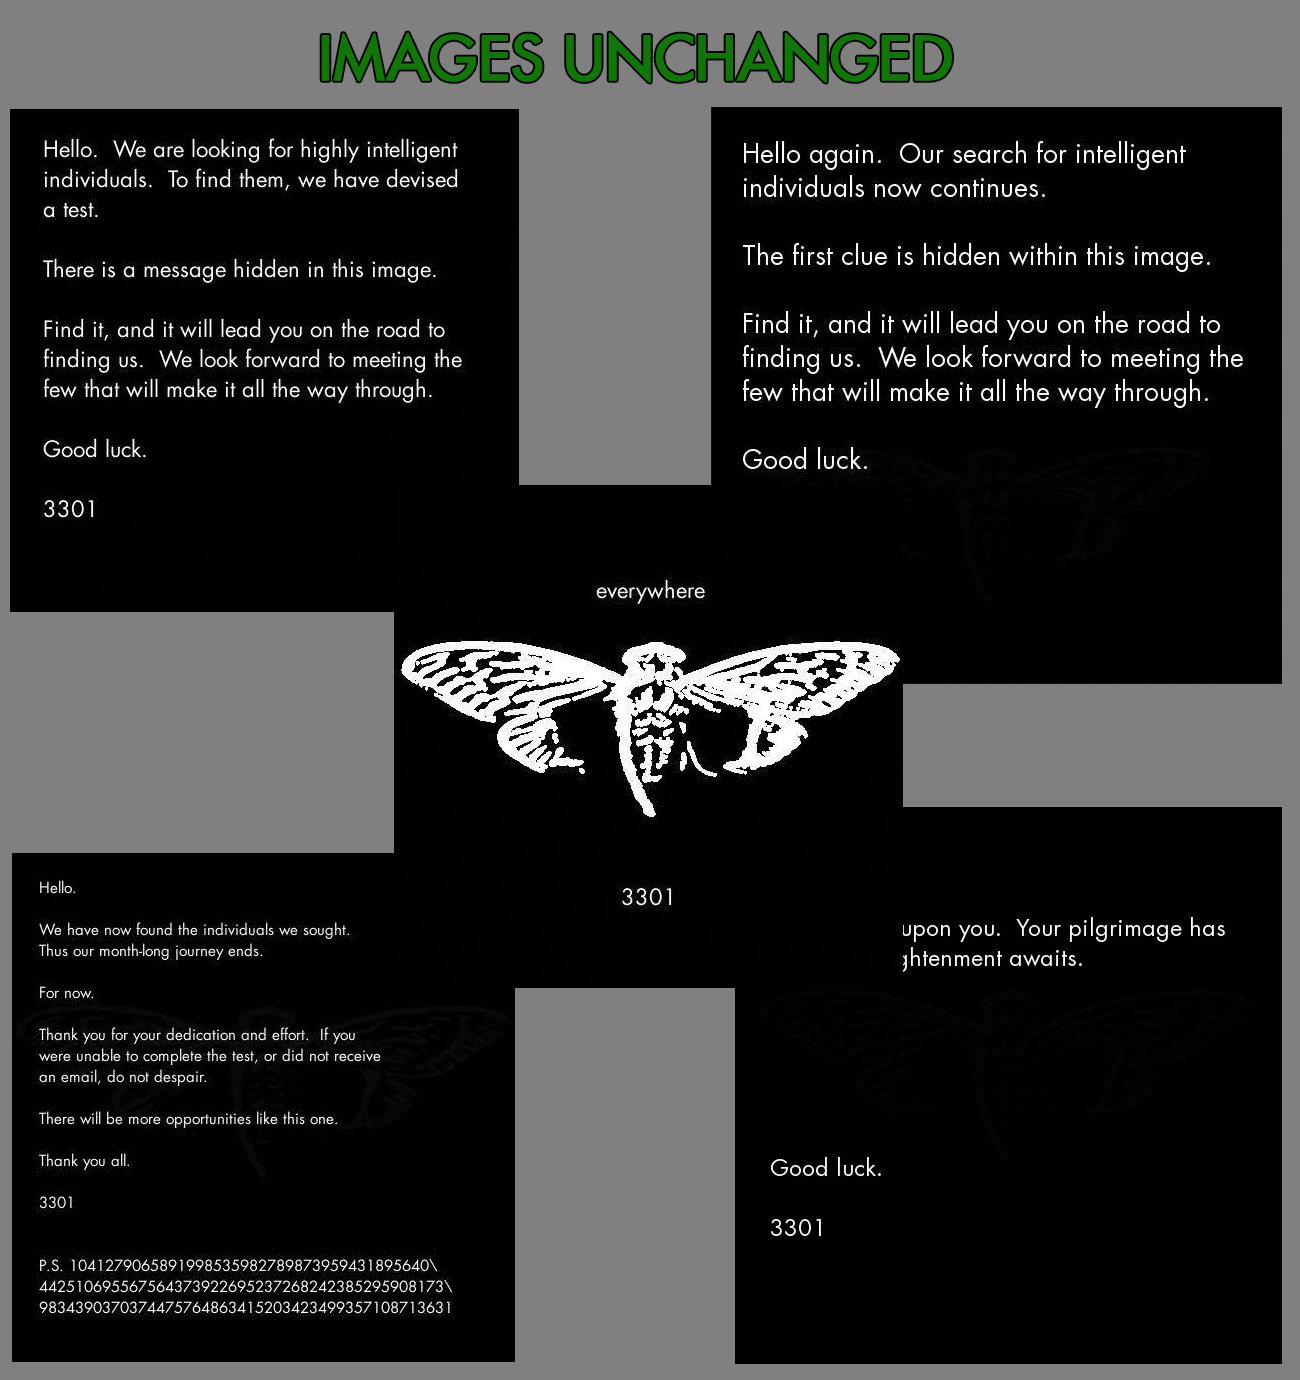 IMAGES UNCHANGED
Hello. We are looking for highly intelligent
individuals. To find them, we have devised
a test.
There is a message hidden in this image.
Find it, and it will lead you on the road to
finding us. We look forward to meeting the
few that will make it all the way through.
Good luck.
3301
Hello again. Our search for intelligent
individuals now continues.
The first clue is hidden within this image.
Find it, and it will lead you on the road to
finding us. We look forward to meeting the
few that will make it all the way through.
Good luck.
everywhere
3301
Hello.
We have now found the individuals we sought.
Thus our month-long journey ends.
For now.
Thank you for your dedication and effort. If you
were unable to complete the test, or did not receive
an email, do not despair.
There will be more opportunities like this one.
Thank you all.
3301
P.S. 1041279065891998535982789873959431895640\
442510695567564373922695237268242385295908173\
9834390370374475764863415203423499357108713631
upon you. Your pilgrimage has
ghtenment awaits.
Good luck.
3301